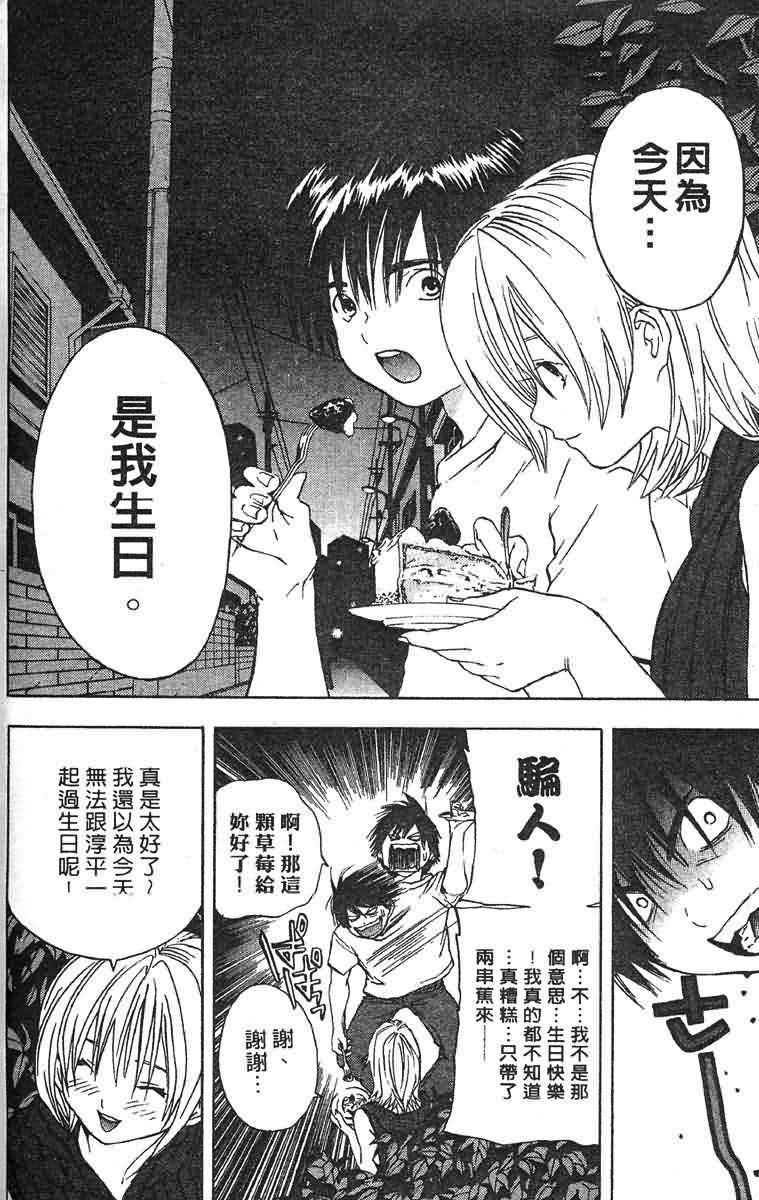 因為
今天…
是我生日。
騙人！
啊…不…我不是那
個意思…生日快樂
！我真的都不知道
…真糟糕…只帶了
兩串蕉來——
啊！那這
顆草莓給
妳好了！
謝、
謝謝…
真是太好了～
我還以為今天
無法跟淳平一
起過生日呢！